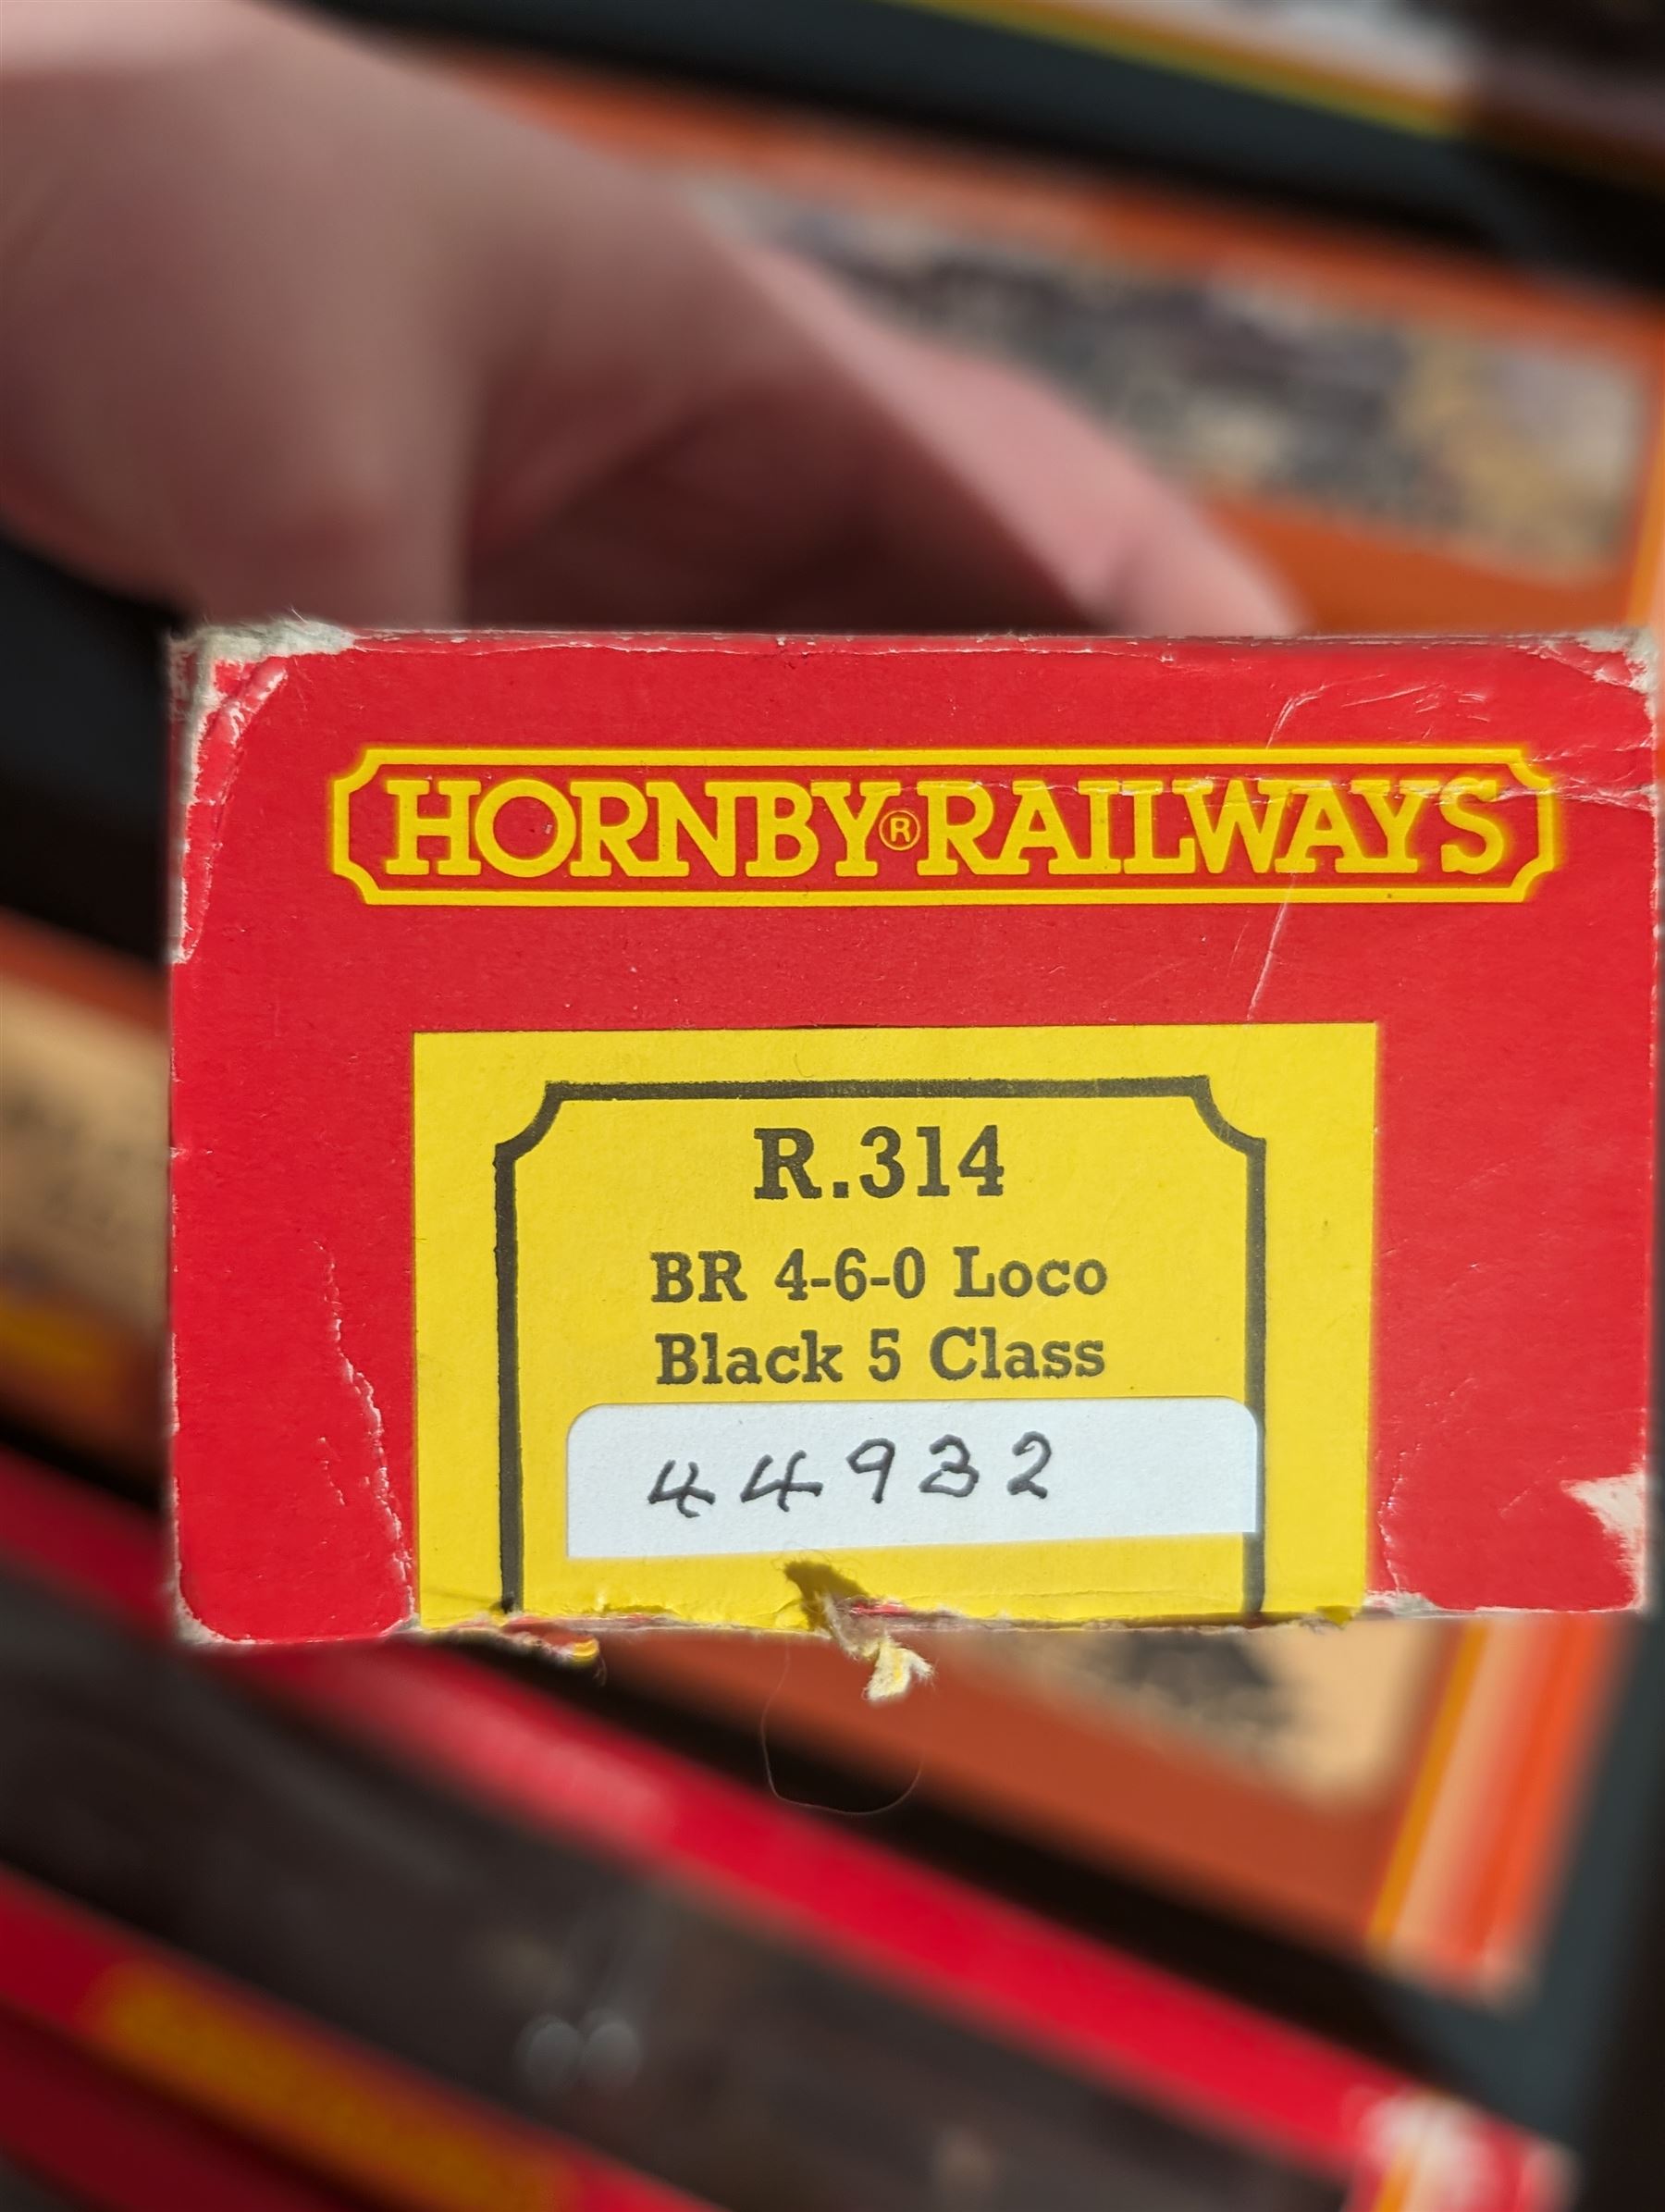 HORNBY® RAILWAYS
R.314
BR 4-6-0 Loco
Black 5 Class
44932